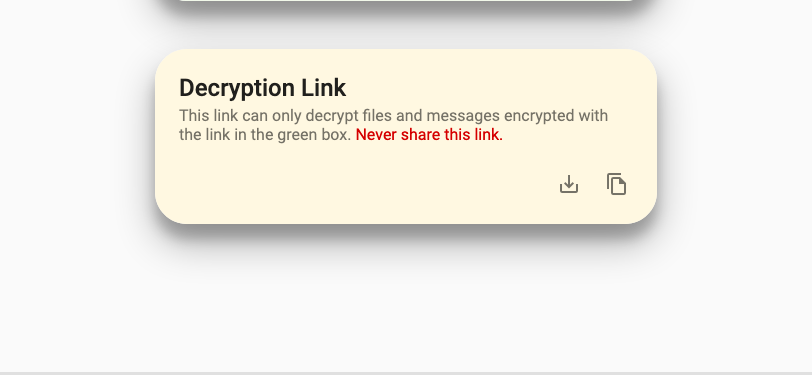 Decryption Link
This link can only decrypt files and messages encrypted with
the link in the green box. Never share this link.